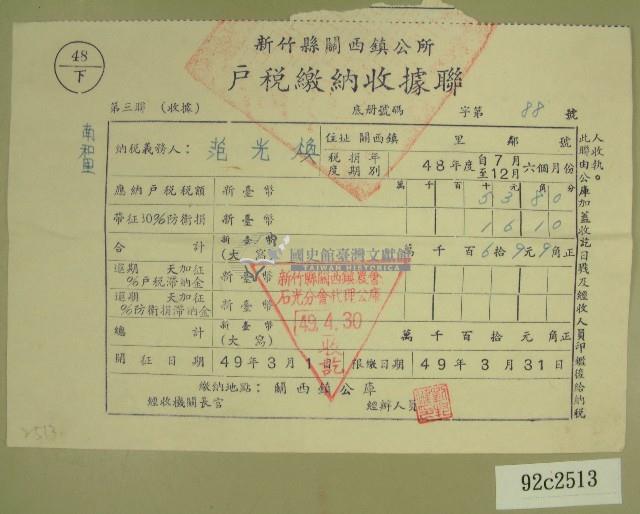 48
下
新竹縣關西鎮公所
戶稅繳納收據聯
第三聯（收據）
底册號碼 字第 88 號
南和里
納稅義務人：范光煥
住址 關西鎮 里 鄰 號
稅捐年度期別 48年度 自7月至12月 六個月份
應納戶稅稅額 新臺幣 萬 千 百 十 元 角 分
5 3 8 0
帶征30%防衛捐 新臺幣 1 6 1 0
合計 新臺幣（大寫） 萬 千 百 6 拾 9 元 9 角正
國史館臺灣文獻館
TAIWAN HISTORICA
逾期 天加征 %戶稅滯納金 新臺幣
逾期 天加征 %防衛捐滯納金 新臺幣
新竹縣關西鎮農會
石光分會代理公庫
49.4.30
收訖
總計 新臺幣（大寫） 萬 千 百 拾 元 角正
開征日期 49年3月1日 限繳日期 49年3月31日
繳納地點：關西鎮公庫
經收機關長官 經辦人員
此聯由公庫加蓋收訖日戳及經收人員印鑑後給納稅人收執。
2513
92c2513